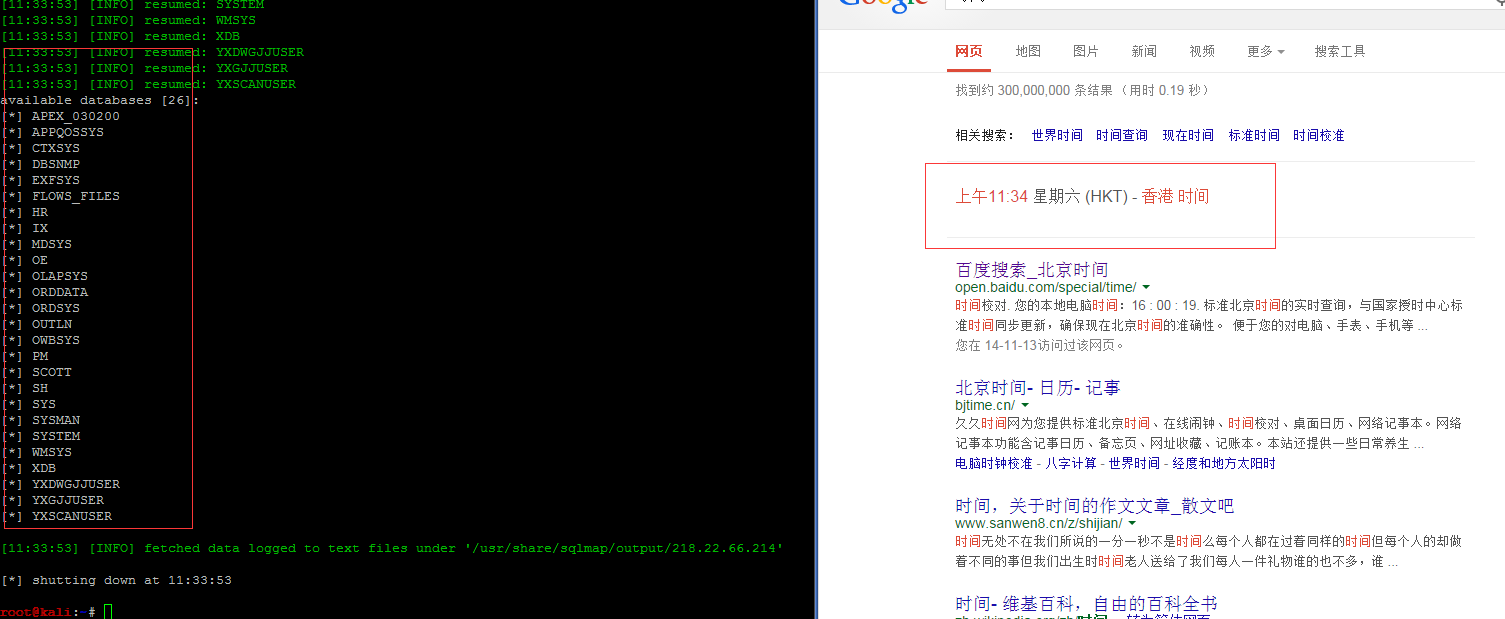 [11:33:53] [INFO] resumed: SYSTEM
[11:33:53] [INFO] resumed: WMSYS
[11:33:53] [INFO] resumed: XDB
[11:33:53] [INFO] resumed: YXDWGJJUSER
[11:33:53] [INFO] resumed: YXGJJUSER
[11:33:53] [INFO] resumed: YXSCANUSER
available databases [26]:
[*] APEX_030200
[*] APPQOSSYS
[*] CTXSYS
[*] DBSNMP
[*] EXFSYS
[*] FLOWS_FILES
[*] HR
[*] IX
[*] MDSYS
[*] OE
[*] OLAPSYS
[*] ORDDATA
[*] ORDSYS
[*] OUTLN
[*] OWBSYS
[*] PM
[*] SCOTT
[*] SH
[*] SYS
[*] SYSMAN
[*] SYSTEM
[*] WMSYS
[*] XDB
[*] YXDWGJJUSER
[*] YXGJJUSER
[*] YXSCANUSER
[11:33:53] [INFO] fetched data logged to text files under '/usr/share/sqlmap/output/218.22.66.214'
[*] shutting down at 11:33:53
root@kali:~#
Google
网页 地图 图片 新闻 视频 更多 搜索工具
找到约 300,000,000 条结果 （用时 0.19 秒）
相关搜索： 世界时间 时间查询 现在时间 标准时间 时间校准
上午11:34 星期六 (HKT) - 香港 时间
百度搜索_北京时间
open.baidu.com/special/time/
时间校对. 您的本地电脑时间：16 : 00 : 19. 标准北京时间的实时查询，与国家授时中心标
准时间同步更新，确保现在北京时间的准确性。 便于您的对电脑、手表、手机等 ...
您在 14-11-13访问过该网页。
北京时间- 日历- 记事
bjtime.cn/
久久时间网为您提供标准北京时间、在线闹钟、时间校对、桌面日历、网络记事本。网络
记事本功能含记事日历、备忘页、网址收藏、记账本。本站还提供一些日常养生 ...
电脑时钟校准 - 八字计算 - 世界时间 - 经度和地方太阳时
时间，关于时间的作文文章_散文吧
www.sanwen8.cn/z/shijian/
时间无处不在我们所说的一分一秒不是时间么每个人都在过着同样的时间但每个人的却做
着不同的事但我们出生时时间老人送给了我们每人一件礼物谁的也不多，谁 ...
时间- 维基百科，自由的百科全书